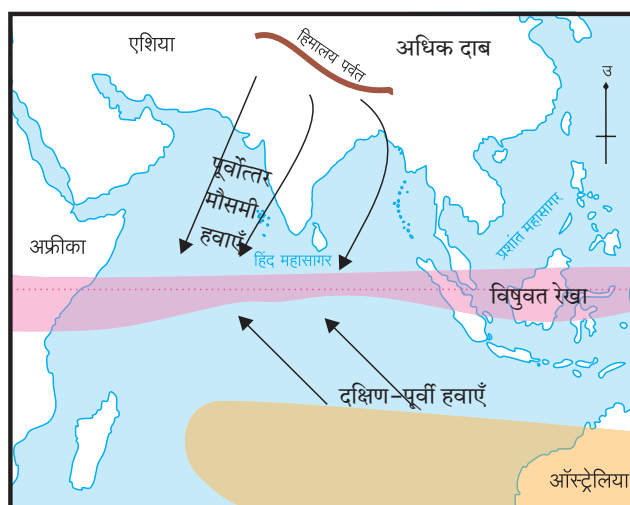 एशिया
हिमालय पर्वत
अधिक दाब
उ
पूर्वोत्तर
मौसमी
हवाएँ
अफ्रीका
हिंद महासागर
प्रशांत महासागर
विषुवत रेखा
दक्षिण-पूर्वी हवाएँ
ऑस्ट्रेलिया